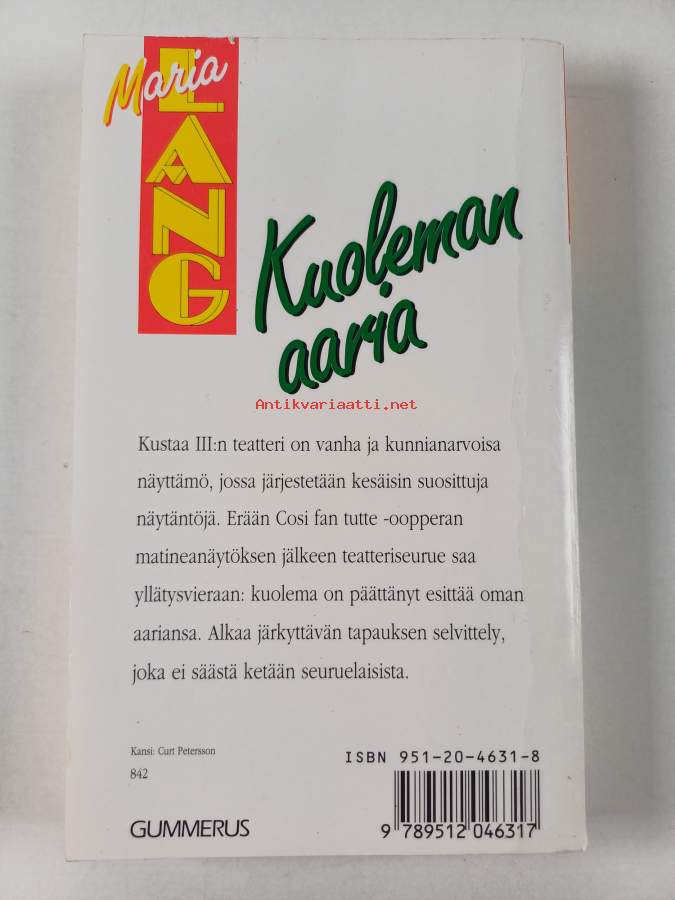 Maria
LANG
Kuoleman
aaria
Antikvariaatti.net
Kustaa III:n teatteri on vanha ja kunnianarvoisa
näyttämö, jossa järjestetään kesäisin suosittuja
näytäntöjä. Erään Cosi fan tutte -oopperan
matineanäytöksen jälkeen teatteriseurue saa
yllätysvieraan: kuolema on päättänyt esittää oman
aariansa. Alkaa järkyttävän tapauksen selvittely,
joka ei säästä ketään seuruelaisista.
Kansi: Curt Petersson
842
ISBN 951-20-4631-8
9 789512 046317
GUMMERUS